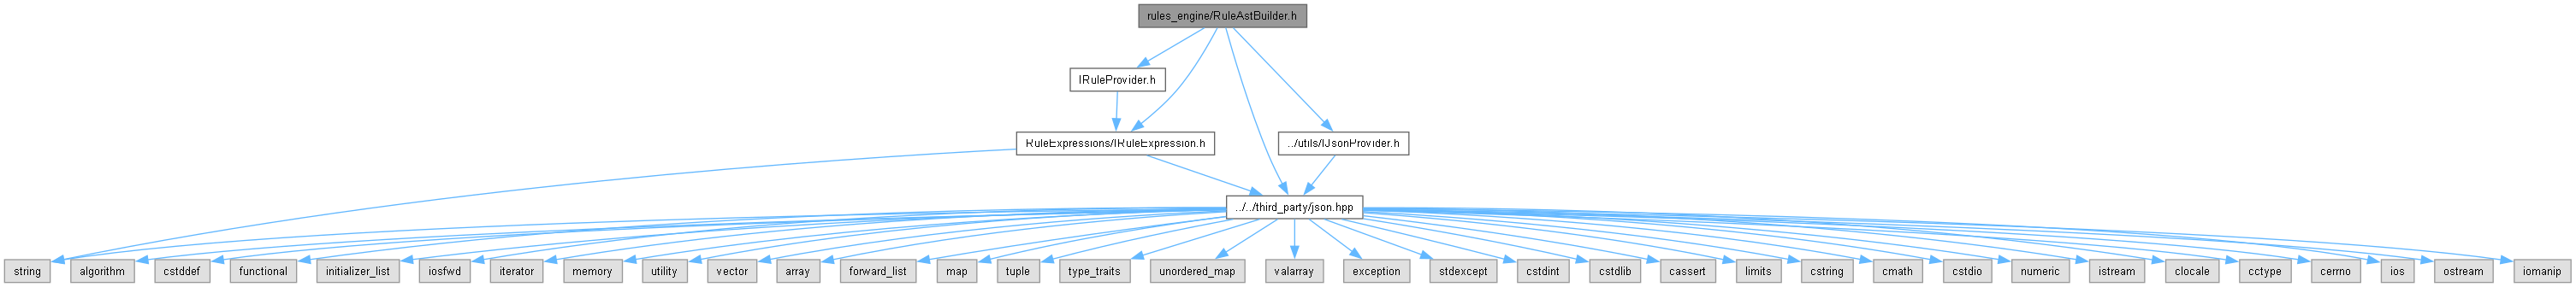 rules_engine/RuleAstBuilder.h
IRuleProvider.h
RuleExpressions/IRuleExpression.h
../utils/IJsonProvider.h
../../third_party/json.hpp
string
algorithm
cstddef
functional
initializer_list
iosfwd
iterator
memory
utility
vector
array
forward_list
map
tuple
type_traits
unordered_map
valarray
exception
stdexcept
cstdint
cstdlib
cassert
limits
cstring
cmath
cstdio
numeric
istream
clocale
cctype
cerrno
ios
ostream
iomanip